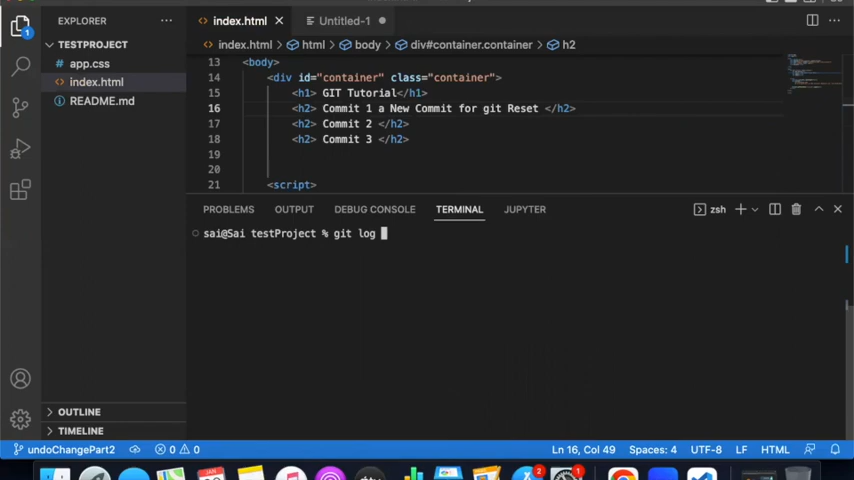 EXPLORER
index.html
Untitled-1
1
TESTPROJECT
app.css
index.html
README.md
index.html > html > body > div#container.container > h2
13 <body>
14 <div id="container" class="container">
15 <h1> GIT Tutorial</h1>
16 <h2> Commit 1 a New Commit for git Reset </h2>
17 <h2> Commit 2 </h2>
18 <h2> Commit 3 </h2>
19
20
21 <script>
PROBLEMS OUTPUT DEBUG CONSOLE TERMINAL JUPYTER
zsh
sai@Sai testProject % git log
OUTLINE
TIMELINE
undoChangePart2 0 0 Ln 16, Col 49 Spaces: 4 UTF-8 LF HTML
JAN 2 1